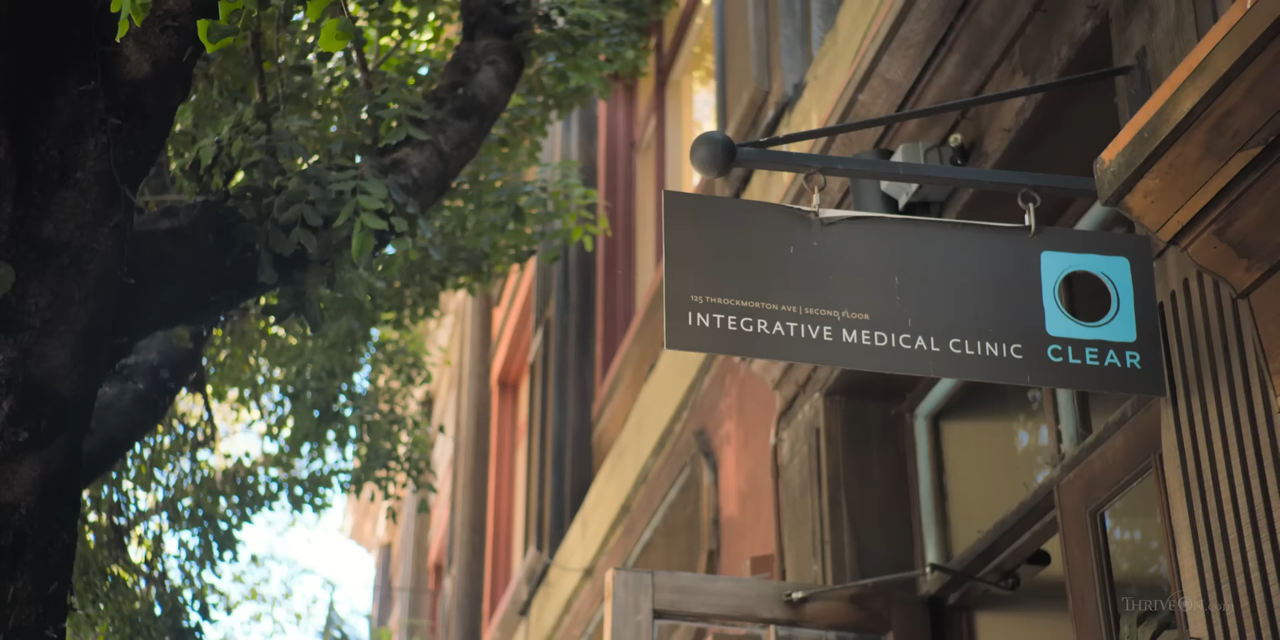 125 THROCKMORTON AVE | SECOND FLOOR
INTEGRATIVE MEDICAL CLINIC
CLEAR
THRIVEON.com